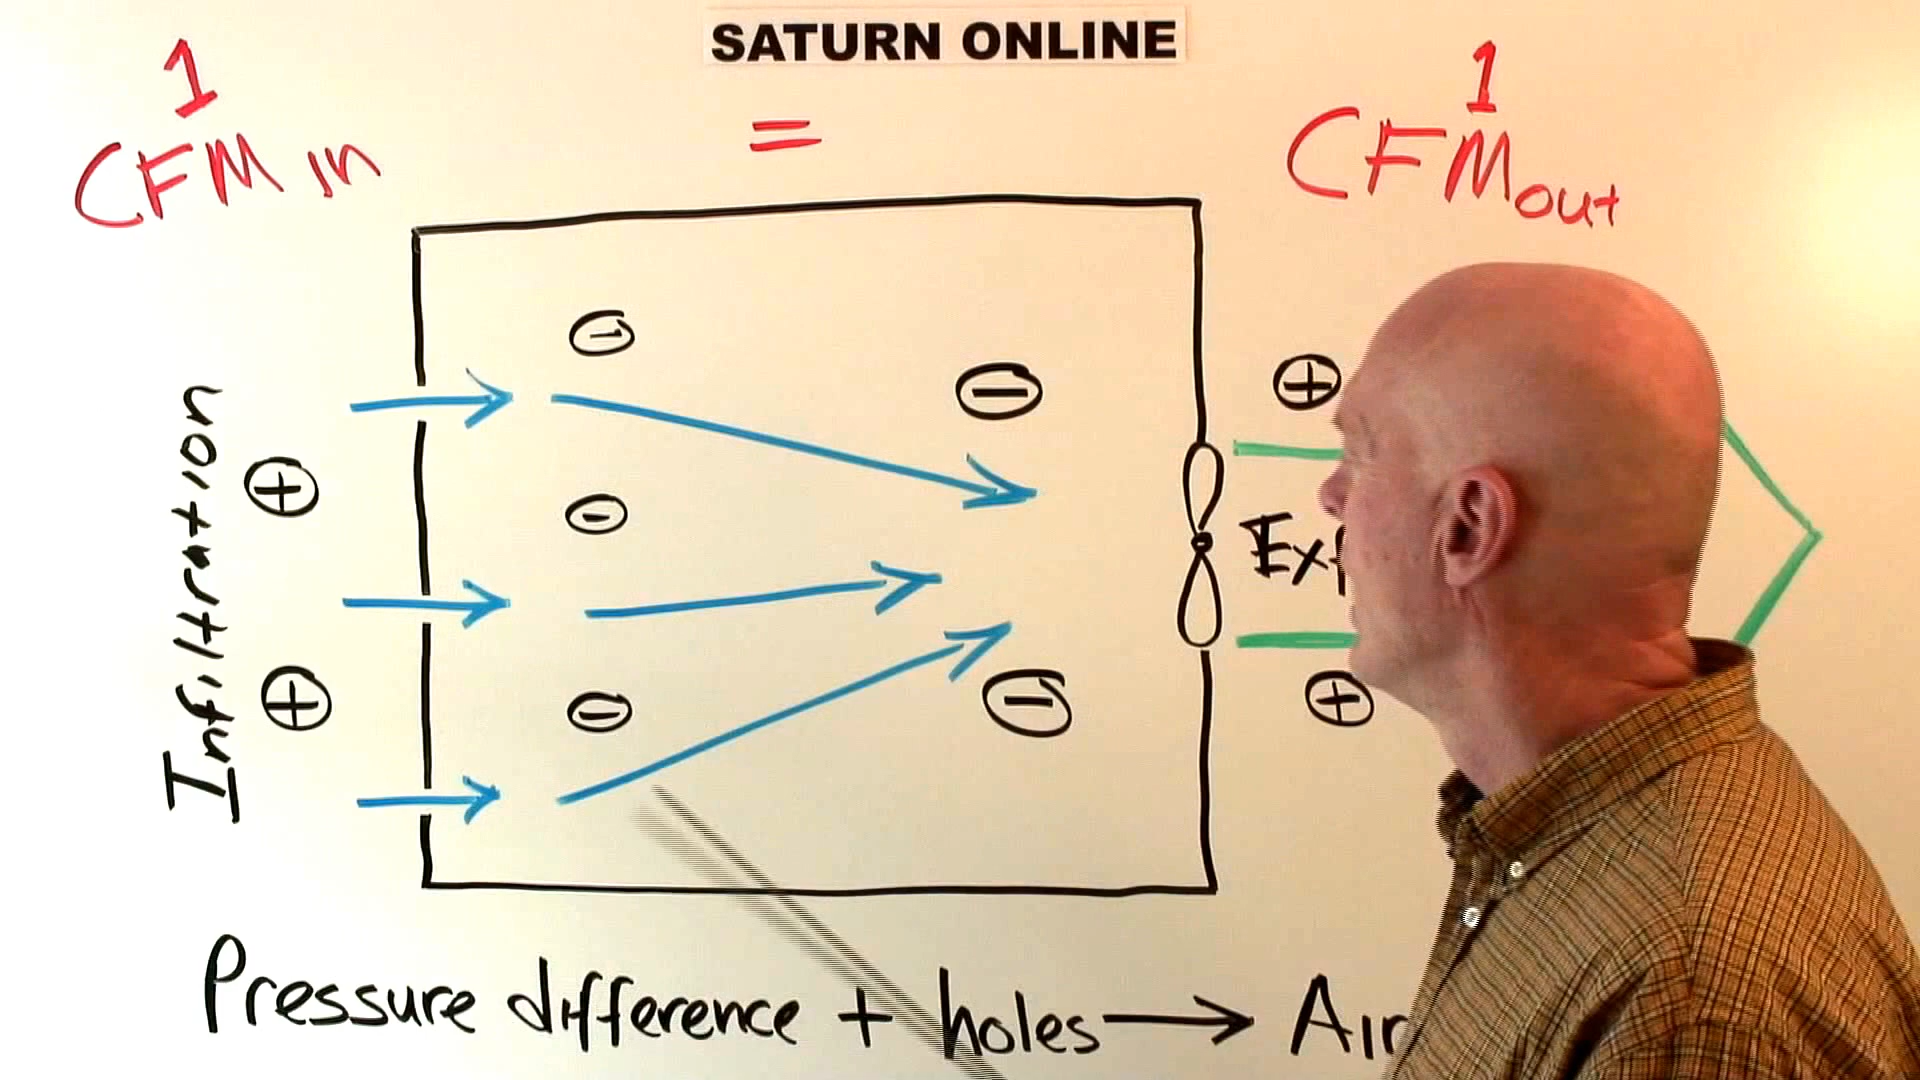 SATURN ONLINE
1
CFM in
=
1
CFM out
Infiltration
Pressure difference + holes → Air